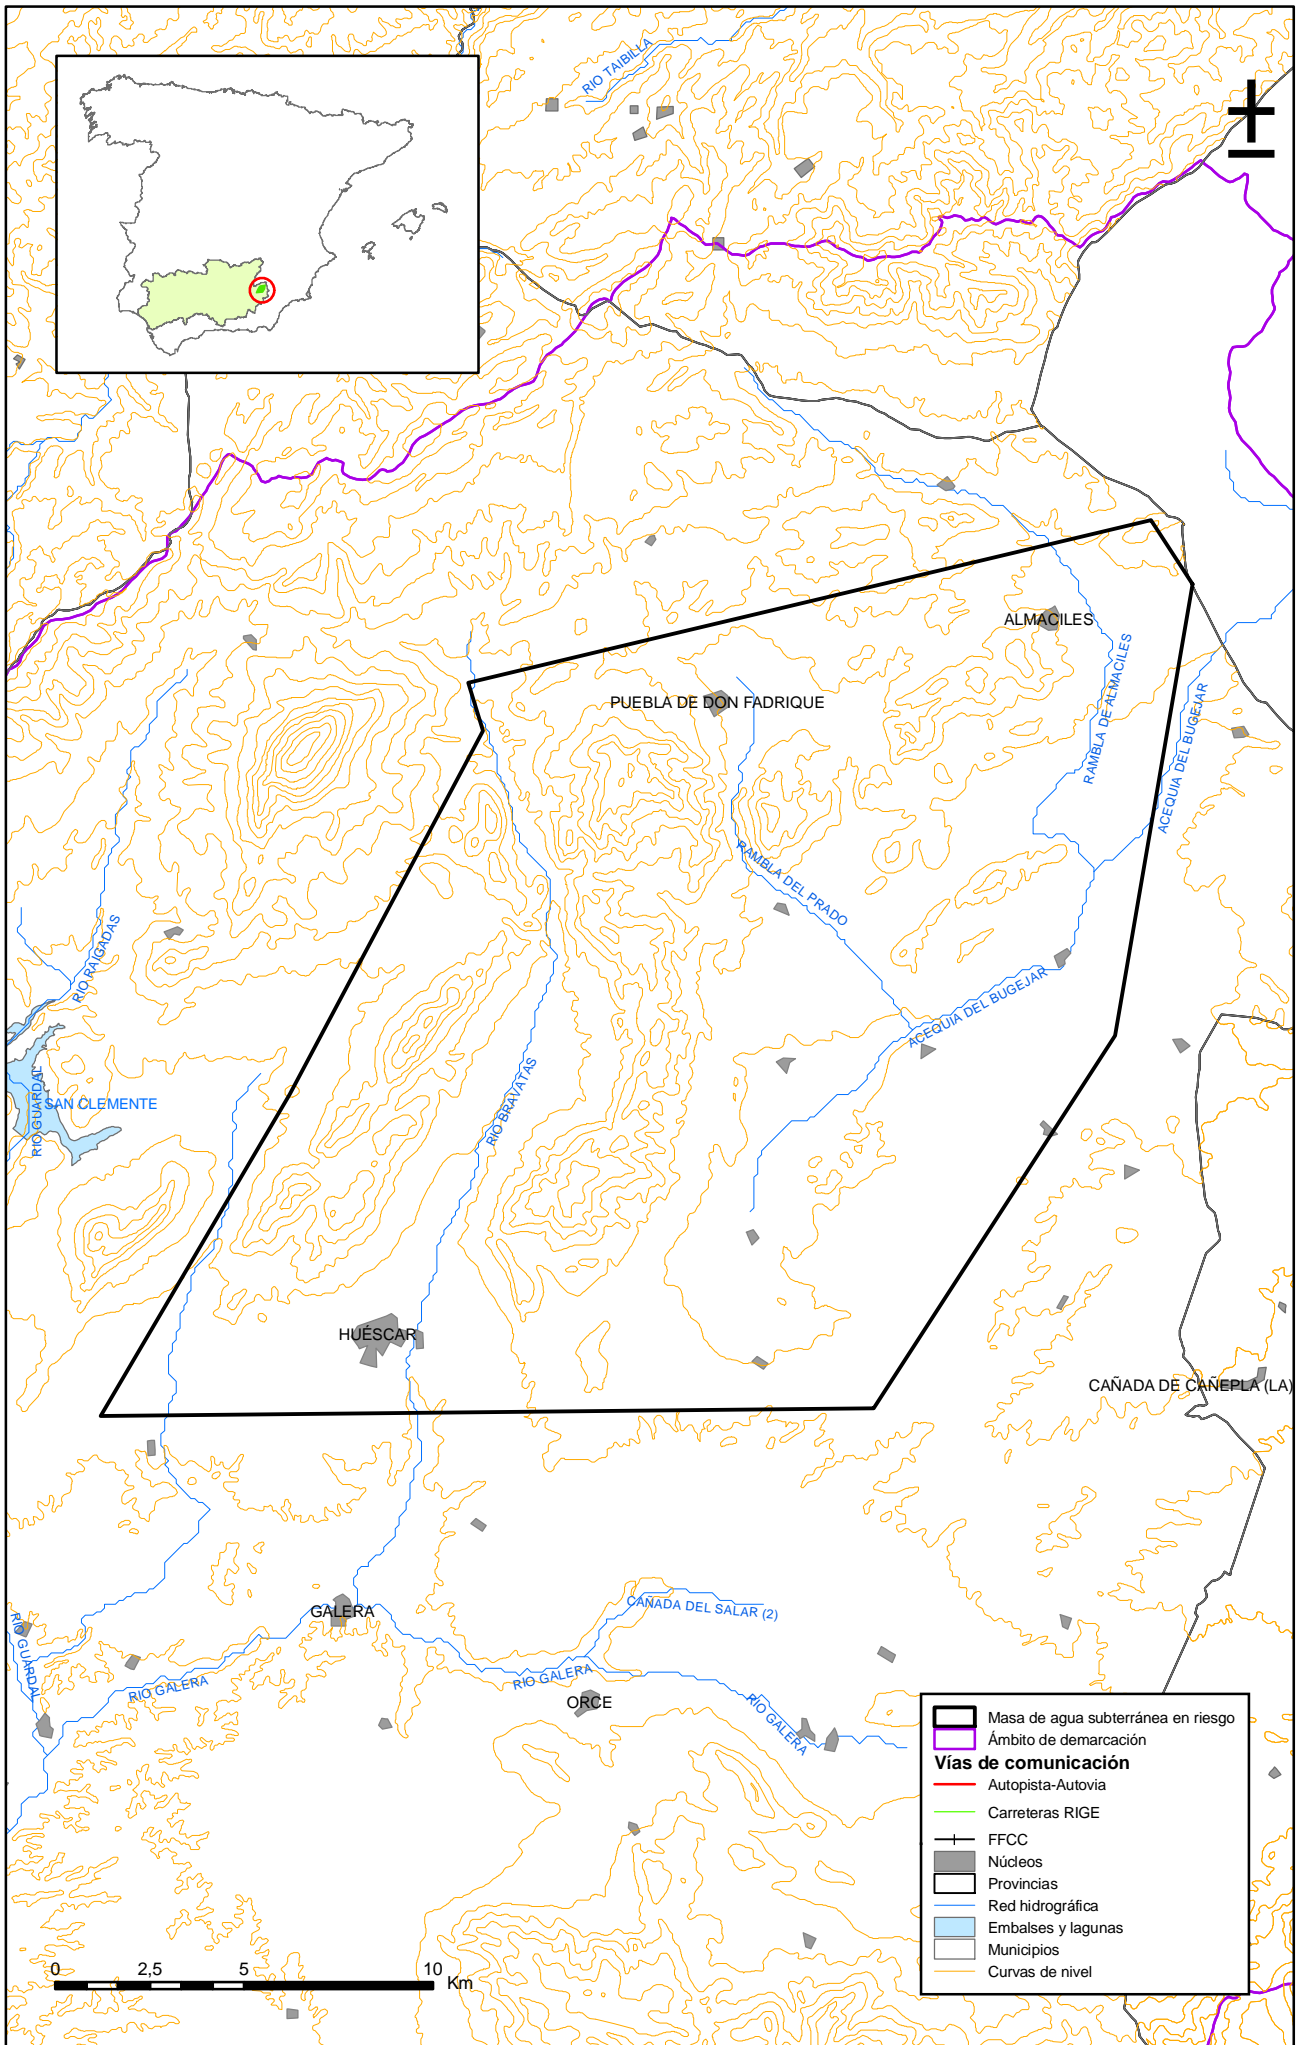 RIO TAIBILLA
ALMACILES
PUEBLA DE DON FADRIQUE
RAMBLA DE ALMACILES
ACEQUIA DEL BUGEJAR
RAMBLA DEL PRADO
RIO RAIGADAS
ACEQUIA DEL BUGEJAR
RIO GUARDAL
SAN CLEMENTE
RIO BRAVATAS
HUÉSCAR
CAÑADA DE CAÑEPLA (LA)
GALERA
CAÑADA DEL SALAR (2)
RIO GUARDAL
RIO GALERA
RIO GALERA
ORCE
RIO GALERA
Masa de agua subterránea en riesgo
Ámbito de demarcación
Vías de comunicación
Autopista-Autovia
Carreteras RIGE
FFCC
Núcleos
Provincias
Red hidrográfica
Embalses y lagunas
Municipios
Curvas de nivel
0 2,5 5 10 Km